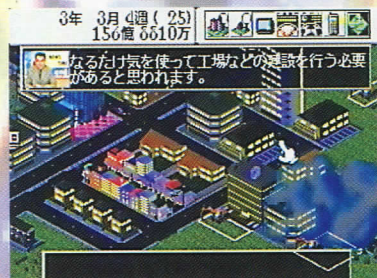 3年 3月4週(25)
156億6610万
なるたけ気を使って工場などの建設を行う必要
があると思われます。